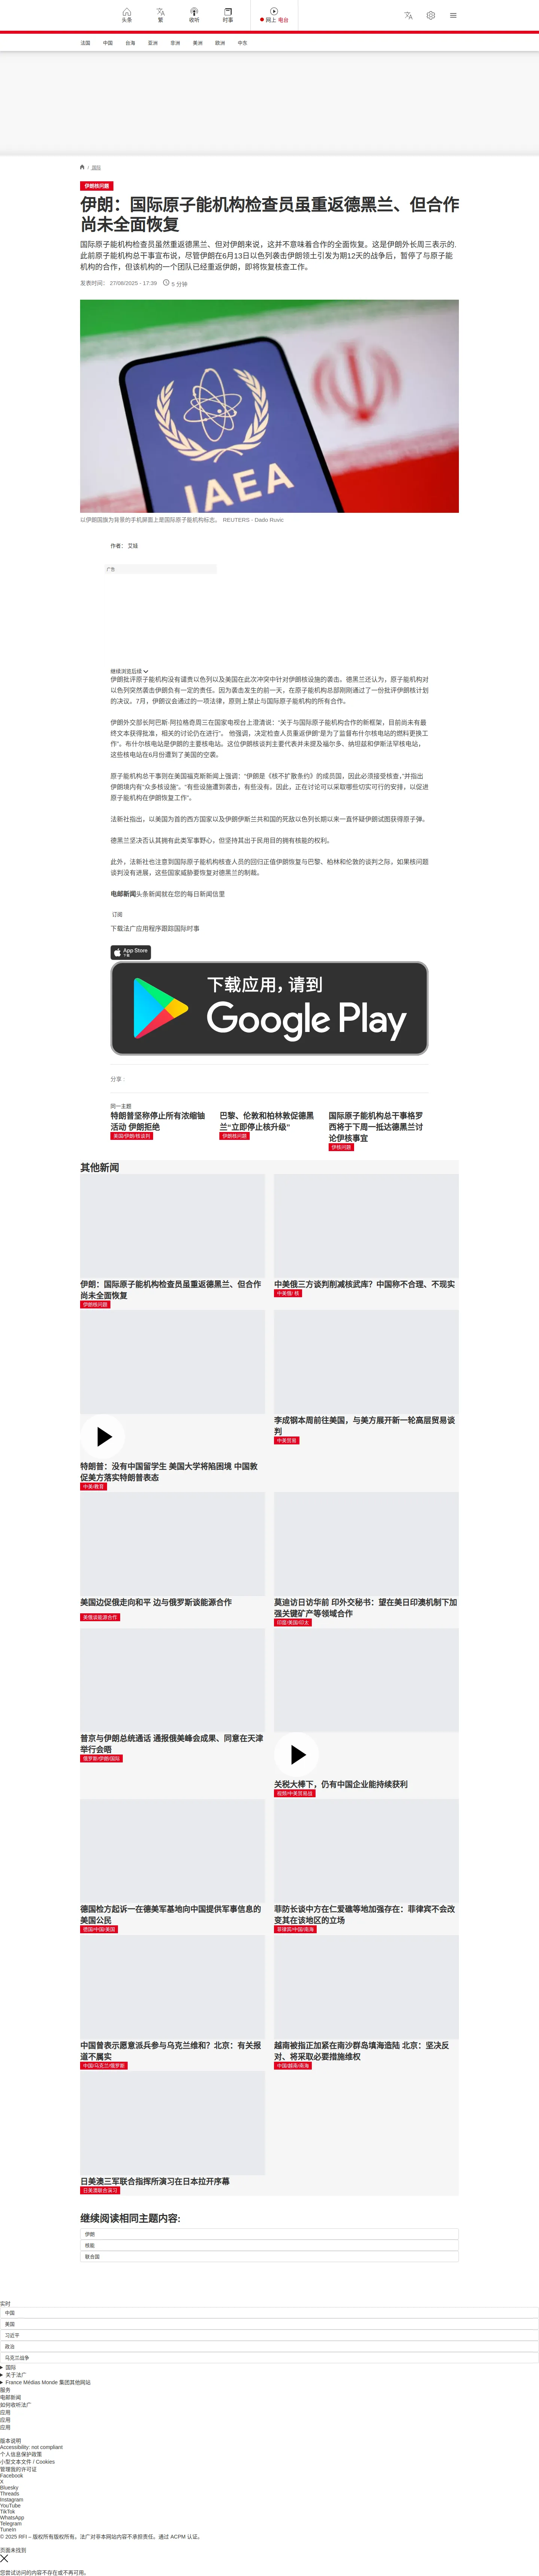 头条
繁
收听
时事
网上 电台
法国
中国
台海
亚洲
非洲
美洲
欧洲
中东
/ 国际
伊朗核问题
伊朗：国际原子能机构检查员虽重返德黑兰、但合作
尚未全面恢复
国际原子能机构检查员虽然重返德黑兰、但对伊朗来说，这并不意味着合作的全面恢复。这是伊朗外长周三表示的.
此前原子能机构总干事宣布说，尽管伊朗在6月13日以色列袭击伊朗领土引发为期12天的战争后，暂停了与原子能
机构的合作，但该机构的一个团队已经重返伊朗，即将恢复核查工作。
发表时间： 27/08/2025 - 17:39
5 分钟
IAEA
以伊朗国旗为背景的手机屏面上是国际原子能机构标志。 REUTERS - Dado Ruvic
作者： 艾娃
广告
继续浏览后续
伊朗批评原子能机构没有谴责以色列以及美国在此次冲突中针对伊朗核设施的袭击。德黑兰还认为，原子能机构对
以色列突然袭击伊朗负有一定的责任。因为袭击发生的前一天，在原子能机构总部刚刚通过了一份批评伊朗核计划
的决议。7月，伊朗议会通过的一项法律，原则上禁止与国际原子能机构的所有合作。
伊朗外交部长阿巴斯·阿拉格奇周三在国家电视台上澄清说：“关于与国际原子能机构合作的新框架，目前尚未有最
终文本获得批准，相关的讨论仍在进行”。 他强调，决定检查人员重返伊朗“是为了监督布什尔核电站的燃料更换工
作”。布什尔核电站是伊朗的主要核电站。这位伊朗核谈判主要代表并未提及福尔多、纳坦兹和伊斯法罕核电站，
这些核电站在6月份遭到了美国的空袭。
原子能机构总干事则在美国福克斯新闻上强调：“伊朗是《核不扩散条约》的成员国，因此必须接受核查，”并指出
伊朗境内有“众多核设施”。“有些设施遭到袭击，有些没有。因此，正在讨论可以采取哪些切实可行的安排，以促进
原子能机构在伊朗恢复工作”。
法新社指出，以美国为首的西方国家以及伊朗伊斯兰共和国的死敌以色列长期以来一直怀疑伊朗试图获得原子弹。
德黑兰坚决否认其拥有此类军事野心，但坚持其出于民用目的拥有核能的权利。
此外，法新社也注意到国际原子能机构核查人员的回归正值伊朗恢复与巴黎、柏林和伦敦的谈判之际，如果核问题
谈判没有进展，这些国家威胁要恢复对德黑兰的制裁。
电邮新闻头条新闻就在您的每日新闻信里
订阅
下载法广应用程序跟踪国际时事
App Store
下载
下载应用，请到
Google Play
分享 :
同一主题
特朗普坚称停止所有浓缩铀
活动 伊朗拒绝
美国/伊朗/核谈判
巴黎、伦敦和柏林敦促德黑
兰“立即停止核升级”
伊朗核问题
国际原子能机构总干事格罗
西将于下周一抵达德黑兰讨
论伊核事宜
伊核问题
其他新闻
伊朗：国际原子能机构检查员虽重返德黑兰、但合作
尚未全面恢复
伊朗核问题
中美俄三方谈判削减核武库？中国称不合理、不现实
中美俄/ 核
特朗普：没有中国留学生 美国大学将陷困境 中国敦
促美方落实特朗普表态
中美/教育
李成钢本周前往美国，与美方展开新一轮高层贸易谈
判
中美贸易
美国边促俄走向和平 边与俄罗斯谈能源合作
美俄谈能源合作
莫迪访日访华前 印外交秘书：望在美日印澳机制下加
强关键矿产等领域合作
印度/美国/印太
普京与伊朗总统通话 通报俄美峰会成果、同意在天津
举行会晤
俄罗斯/伊朗/国际
关税大棒下，仍有中国企业能持续获利
视频/中美贸易战
德国检方起诉一在德美军基地向中国提供军事信息的
美国公民
德国/中国/美国
菲防长谈中方在仁爱礁等地加强存在：菲律宾不会改
变其在该地区的立场
菲律宾/中国/南海
中国曾表示愿意派兵参与乌克兰维和？北京：有关报
道不属实
中国/乌克兰/俄罗斯
越南被指正加紧在南沙群岛填海造陆 北京：坚决反
对、将采取必要措施维权
中国/越南/南海
日美澳三军联合指挥所演习在日本拉开序幕
日美澳联合演习
继续阅读相同主题内容:
伊朗
核能
联合国
实时
中国
美国
习近平
政治
乌克兰战争
国际
关于法广
France Médias Monde 集团其他网站
服务
电邮新闻
如何收听法广
应用
应用
应用
版本说明
Accessibility: not compliant
个人信息保护政策
小型文本文件 / Cookies
管理我的许可证
Facebook
X
Bluesky
Threads
Instagram
YouTube
TikTok
WhatsApp
Telegram
TuneIn
© 2025 RFI – 版权所有版权所有。法广对非本网站内容不承担责任。通过 ACPM 认证。
页面未找到
您尝试访问的内容不存在或不再可用。